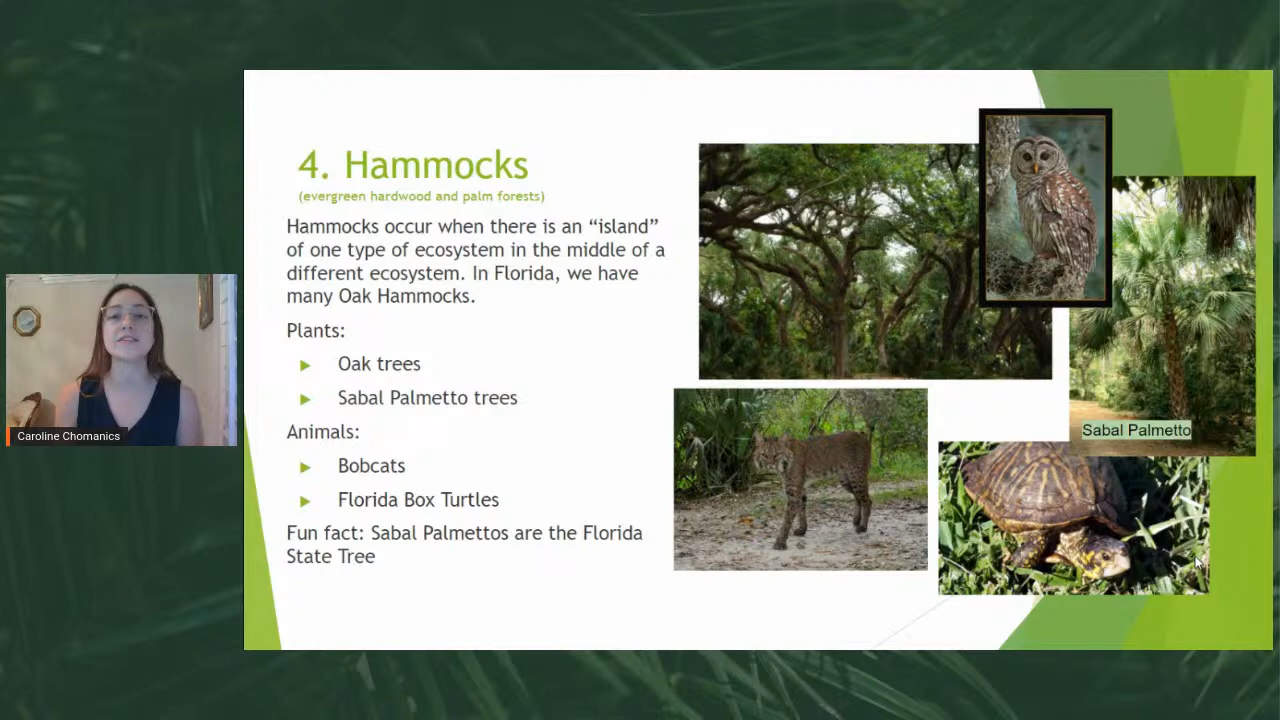 4. Hammocks
(evergreen hardwood and palm forests)
Hammocks occur when there is an “island”
of one type of ecosystem in the middle of a
different ecosystem. In Florida, we have
many Oak Hammocks.
Plants:
Oak trees
Sabal Palmetto trees
Animals:
Bobcats
Florida Box Turtles
Fun fact: Sabal Palmettos are the Florida
State Tree
Sabal Palmetto
Caroline Chomanics